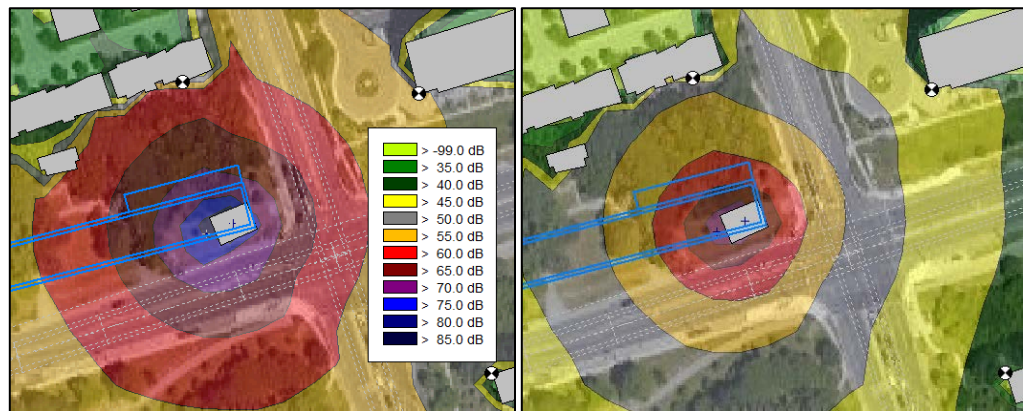 > -99.0 dB
> 35.0 dB
> 40.0 dB
> 45.0 dB
> 50.0 dB
> 55.0 dB
> 60.0 dB
> 65.0 dB
> 70.0 dB
> 75.0 dB
> 80.0 dB
> 85.0 dB